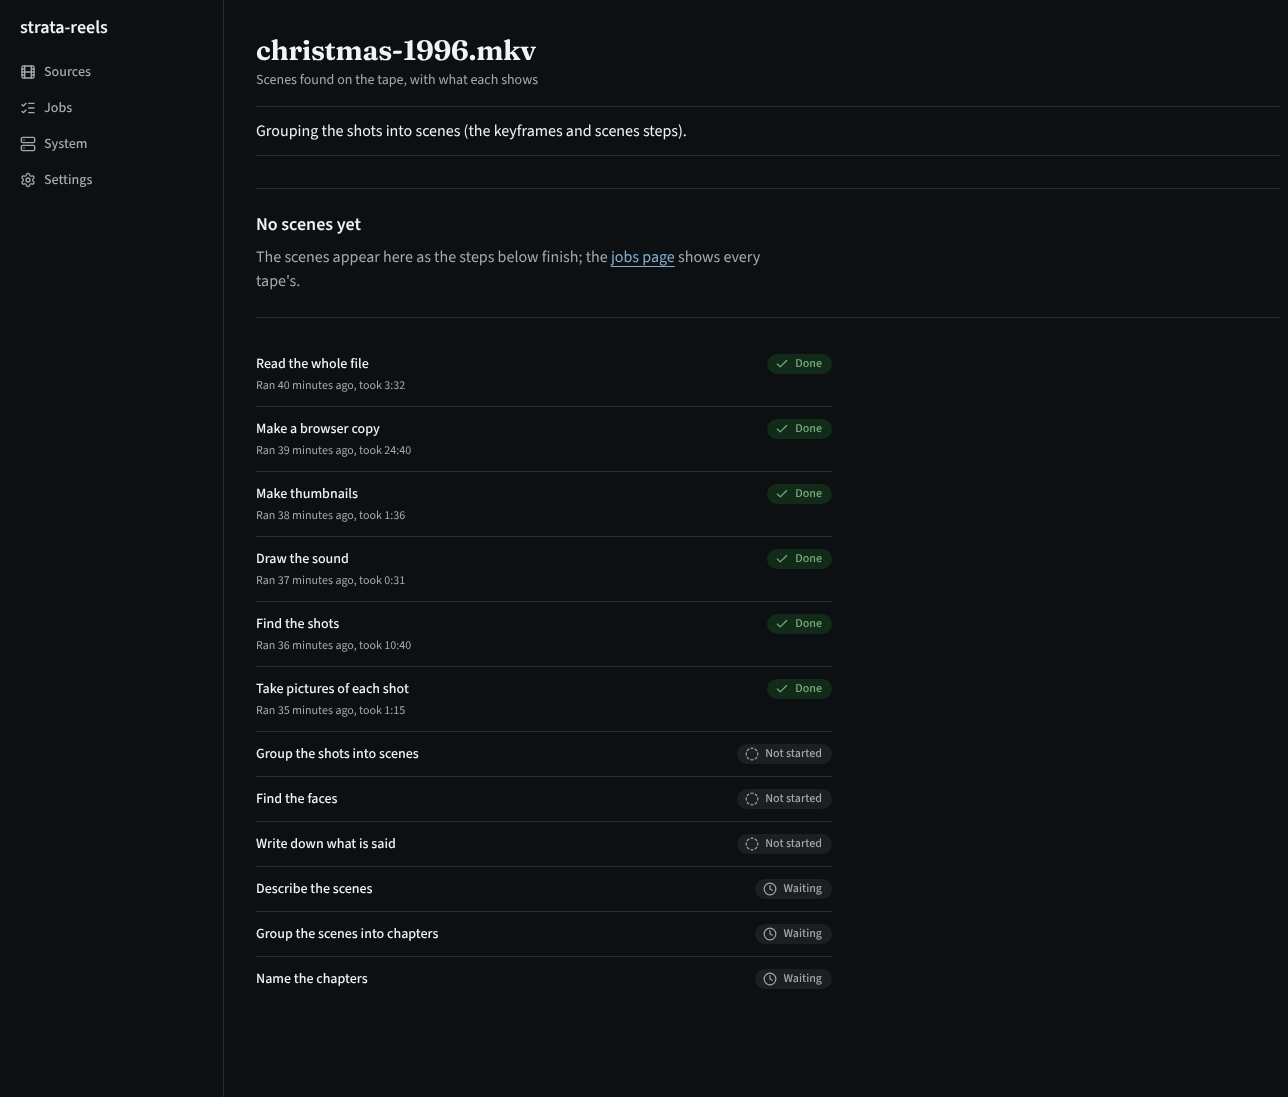 strata-reels
Sources
Jobs
System
Settings
christmas-1996.mkv
Scenes found on the tape, with what each shows
Grouping the shots into scenes (the keyframes and scenes steps).
No scenes yet
The scenes appear here as the steps below finish; the jobs page shows every
tape's.
Read the whole file
Done
Ran 40 minutes ago, took 3:32
Make a browser copy
Done
Ran 39 minutes ago, took 24:40
Make thumbnails
Done
Ran 38 minutes ago, took 1:36
Draw the sound
Done
Ran 37 minutes ago, took 0:31
Find the shots
Done
Ran 36 minutes ago, took 10:40
Take pictures of each shot
Done
Ran 35 minutes ago, took 1:15
Group the shots into scenes
Not started
Find the faces
Not started
Write down what is said
Not started
Describe the scenes
Waiting
Group the scenes into chapters
Waiting
Name the chapters
Waiting